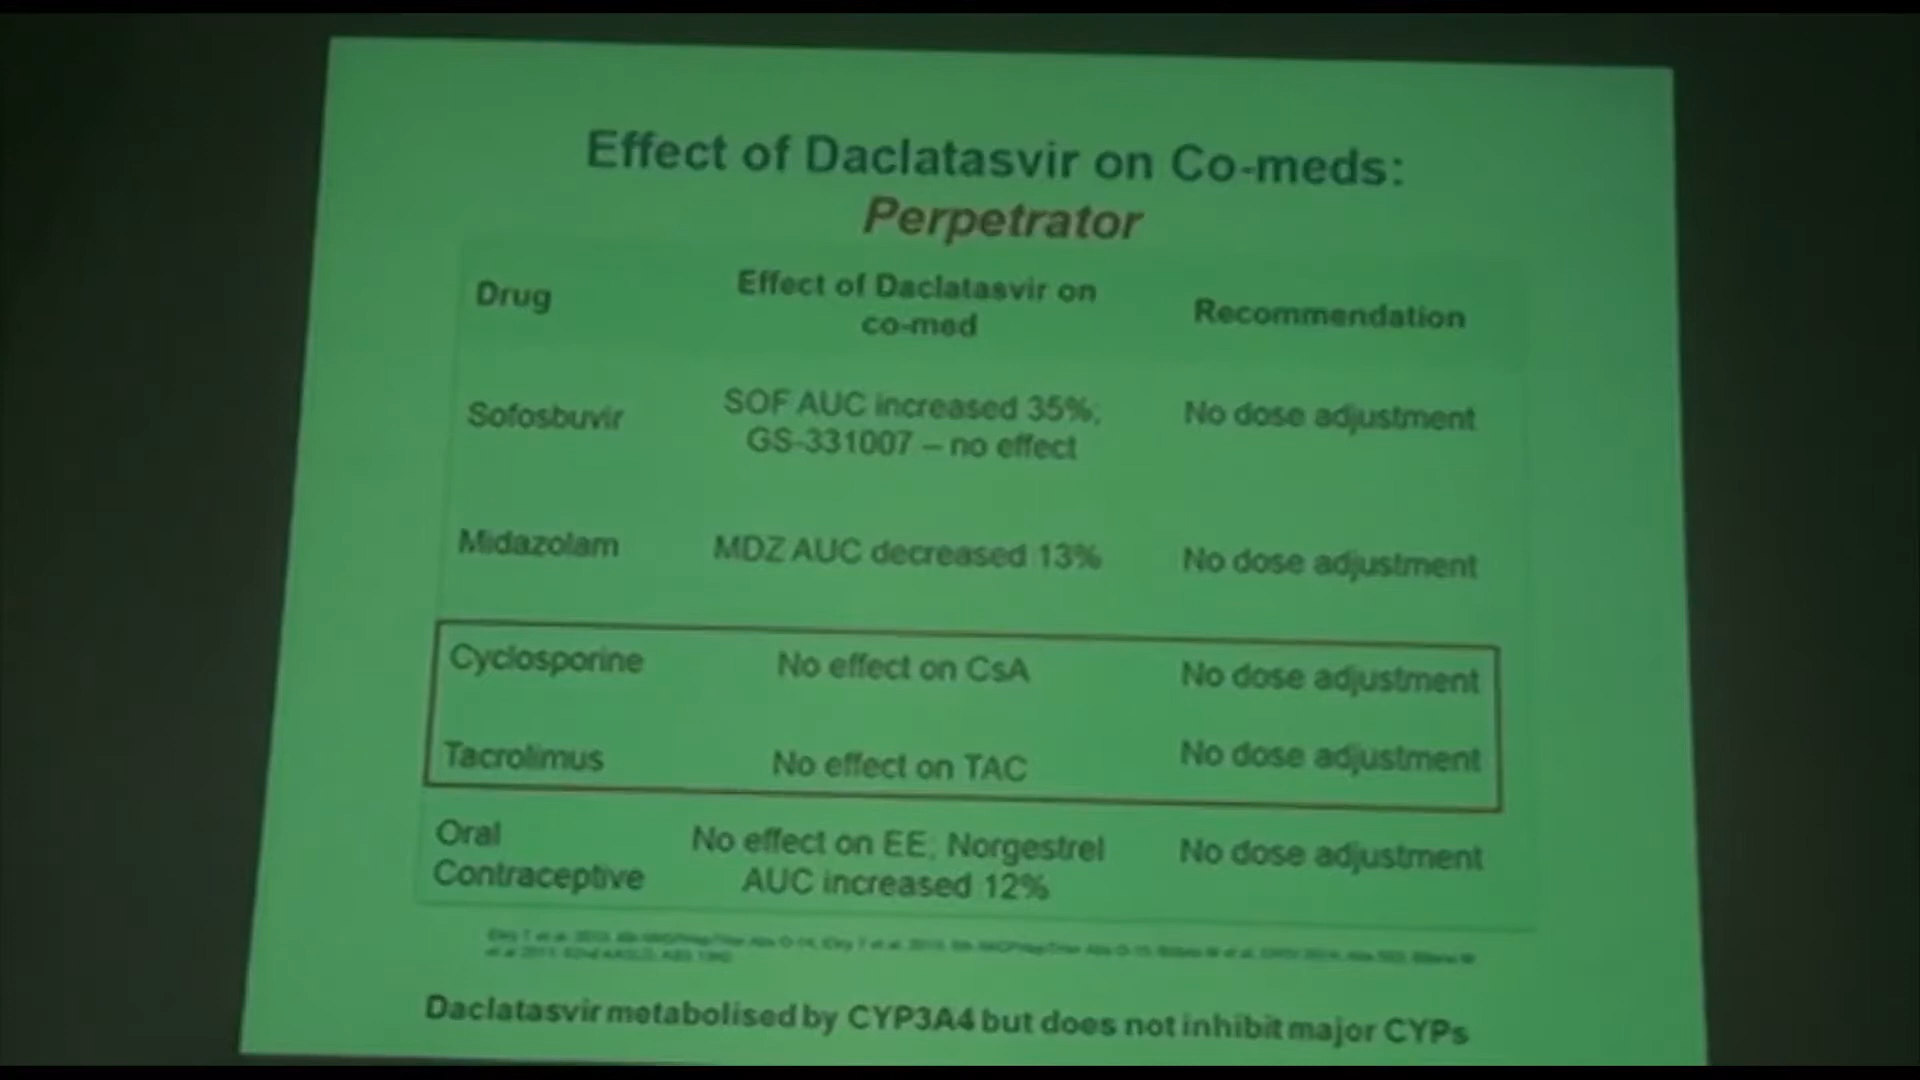 Effect of Daclatasvir on Co-meds:
Perpetrator
Drug
Effect of Daclatasvir on
co-med
Recommendation
Sofosbuvir
SOF AUC increased 35%;
GS-331007 – no effect
No dose adjustment
Midazolam
MDZ AUC decreased 13%
No dose adjustment
Cyclosporine
No effect on CsA
No dose adjustment
Tacrolimus
No effect on TAC
No dose adjustment
Oral
Contraceptive
No effect on EE; Norgestrel
AUC increased 12%
No dose adjustment
Daclatasvir metabolised by CYP3A4 but does not inhibit major CYPs